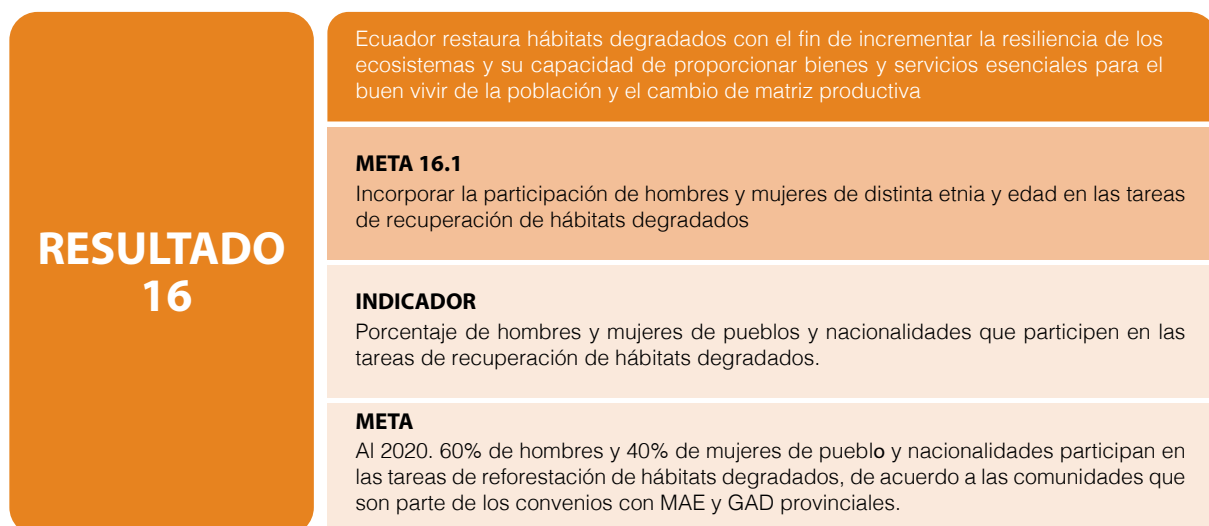 RESULTADO
16
Ecuador restaura hábitats degradados con el fin de incrementar la resiliencia de los
ecosistemas y su capacidad de proporcionar bienes y servicios esenciales para el
buen vivir de la población y el cambio de matriz productiva
META 16.1
Incorporar la participación de hombres y mujeres de distinta etnia y edad en las tareas
de recuperación de hábitats degradados
INDICADOR
Porcentaje de hombres y mujeres de pueblos y nacionalidades que participen en las
tareas de recuperación de hábitats degradados.
META
Al 2020. 60% de hombres y 40% de mujeres de pueblo y nacionalidades participan en
las tareas de reforestación de hábitats degradados, de acuerdo a las comunidades que
son parte de los convenios con MAE y GAD provinciales.